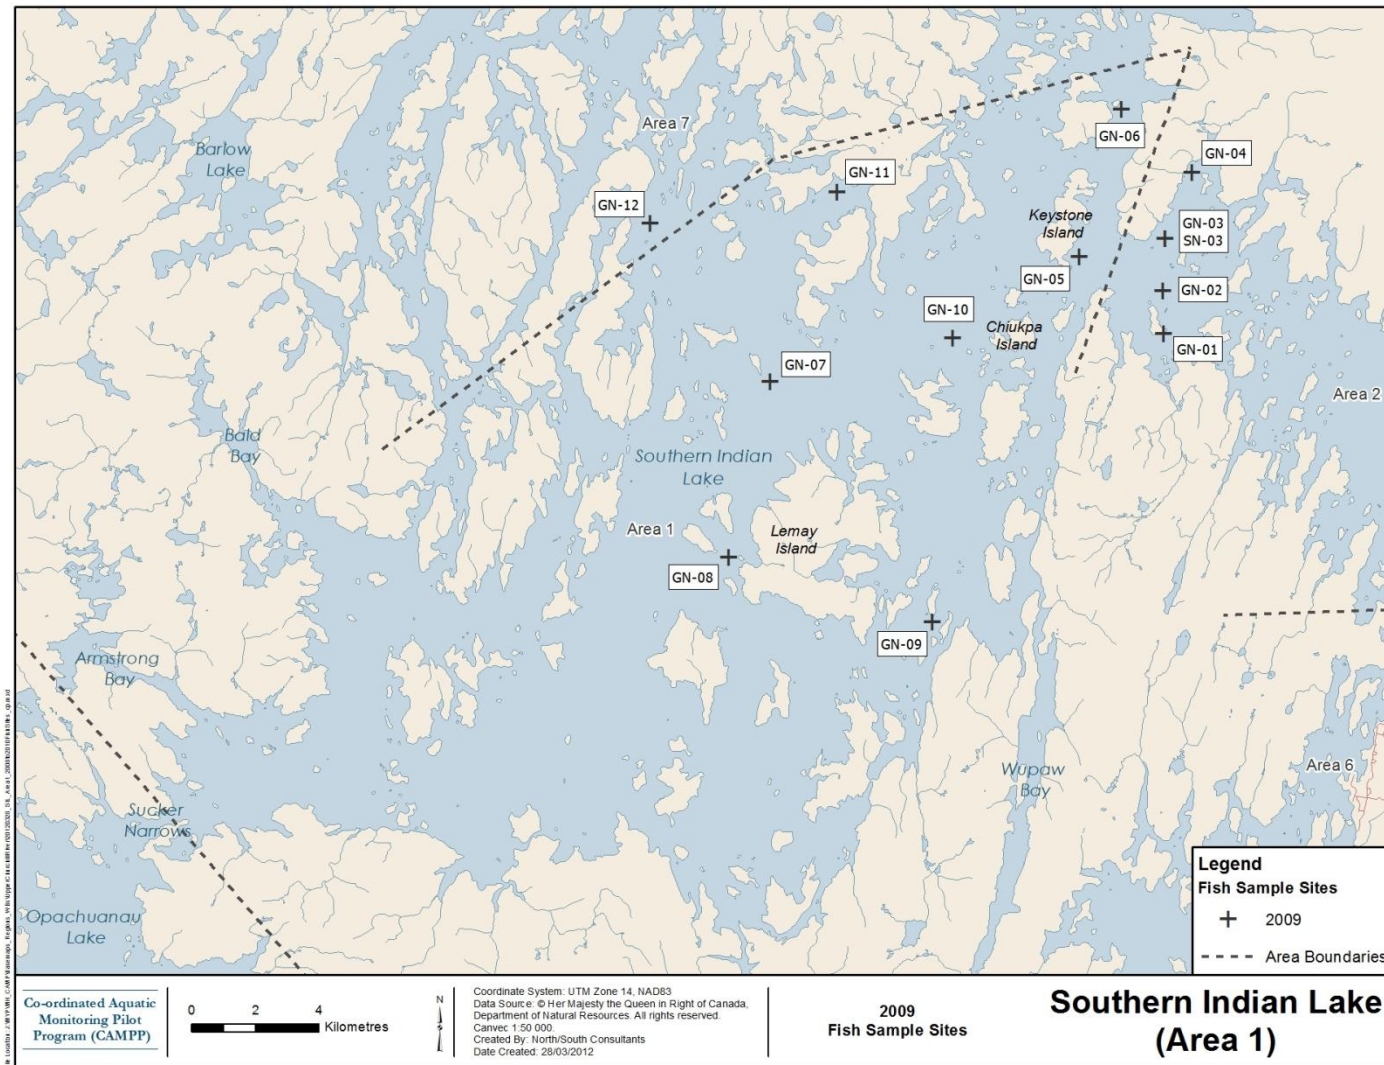 Area 7
Barlow
Lake
GN-06
GN-04
GN-11
GN-12
Keystone
Island
GN-03
SN-03
GN-05
GN-02
GN-10
Chiukpa
Island
GN-01
GN-07
Area 2
Bald
Bay
Southern Indian
Lake
Area 1
Lemay
Island
GN-08
GN-09
Armstrong
Bay
Wupaw
Bay
Area 6
Sucker
Narrows
Opachuanau
Lake
Legend
Fish Sample Sites
2009
Area Boundaries
Co-ordinated Aquatic
Monitoring Pilot
Program (CAMPP)
0 2 4
Kilometres
N
Coordinate System: UTM Zone 14, NAD83
Data Source: © Her Majesty the Queen in Right of Canada,
Department of Natural Resources. All rights reserved.
Canvec 1:50 000.
Created By: North/South Consultants
Date Created: 28/03/2012
2009
Fish Sample Sites
Southern Indian Lake
(Area 1)